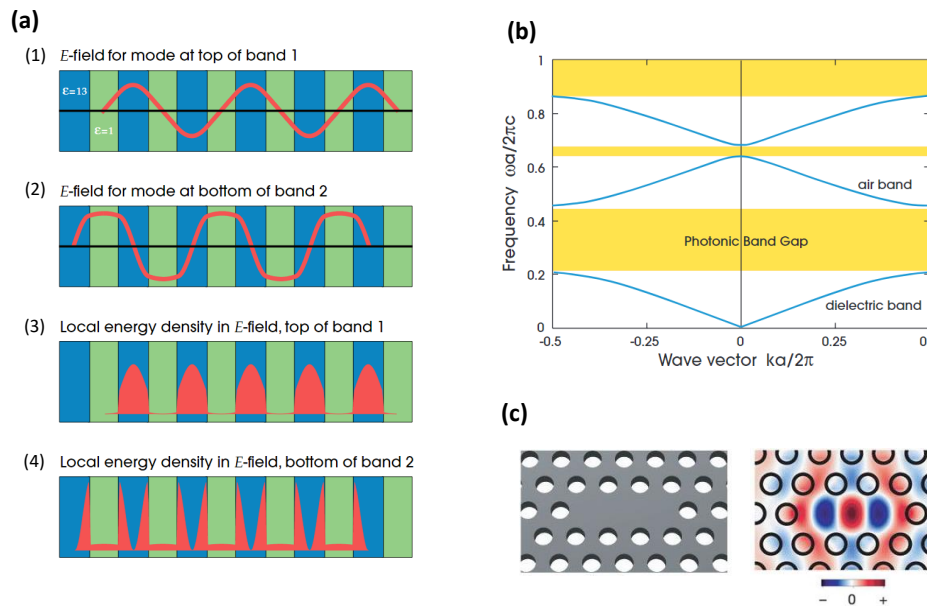 (a)
(1) E-field for mode at top of band 1
ε=13
ε=1
(2) E-field for mode at bottom of band 2
(3) Local energy density in E-field, top of band 1
(4) Local energy density in E-field, bottom of band 2
(b)
Frequency ωa/2πc
1
0.8
0.6
0.4
0.2
0
air band
Photonic Band Gap
dielectric band
-0.5
-0.25
0
0.25
0.5
Wave vector ka/2π
(c)
− 0 +